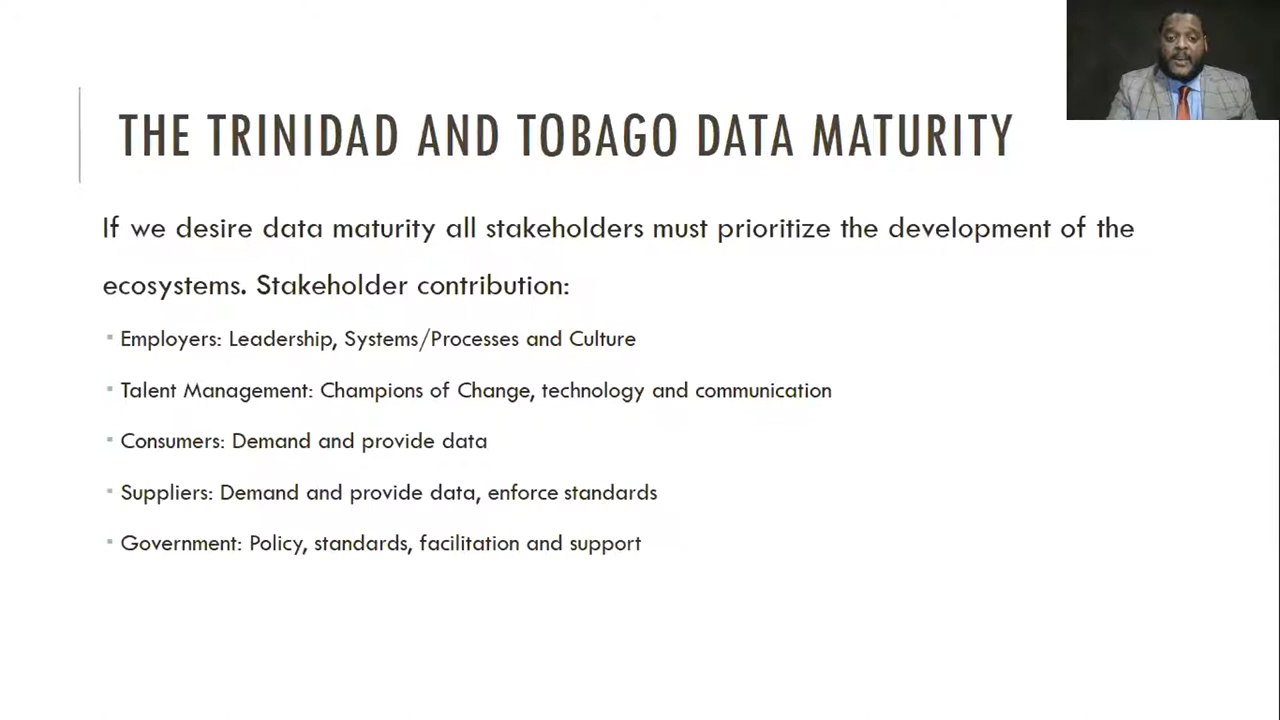 THE TRINIDAD AND TOBAGO DATA MATURITY
If we desire data maturity all stakeholders must prioritize the development of the
ecosystems. Stakeholder contribution:
▪ Employers: Leadership, Systems/Processes and Culture
▪ Talent Management: Champions of Change, technology and communication
▪ Consumers: Demand and provide data
▪ Suppliers: Demand and provide data, enforce standards
▪ Government: Policy, standards, facilitation and support